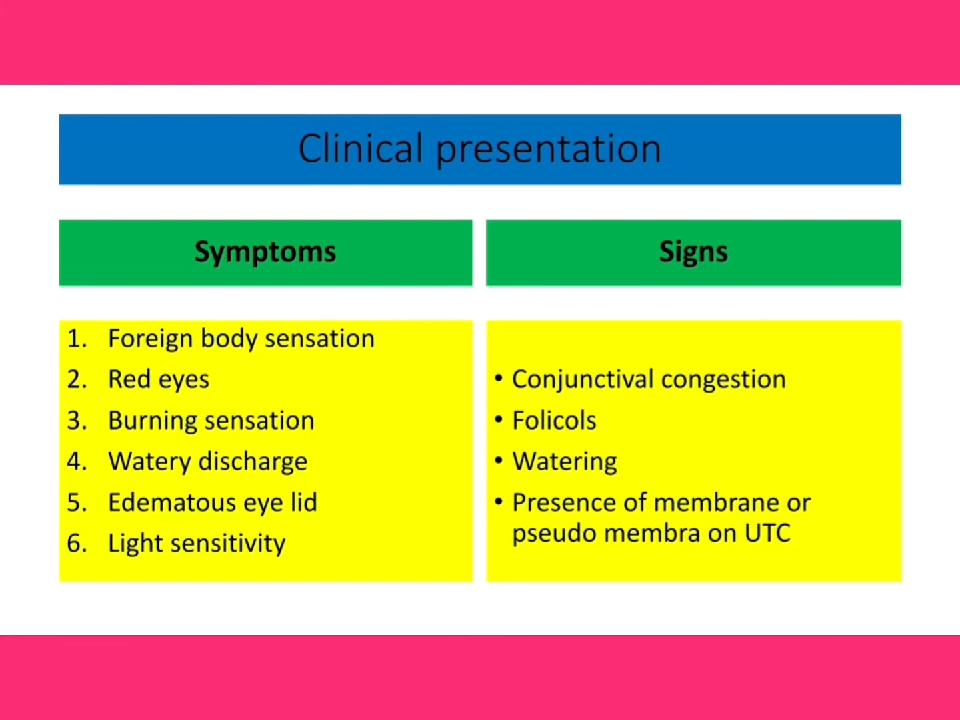 Clinical presentation
Symptoms
1. Foreign body sensation
2. Red eyes
3. Burning sensation
4. Watery discharge
5. Edematous eye lid
6. Light sensitivity
Signs
• Conjunctival congestion
• Folicols
• Watering
• Presence of membrane or
pseudo membra on UTC